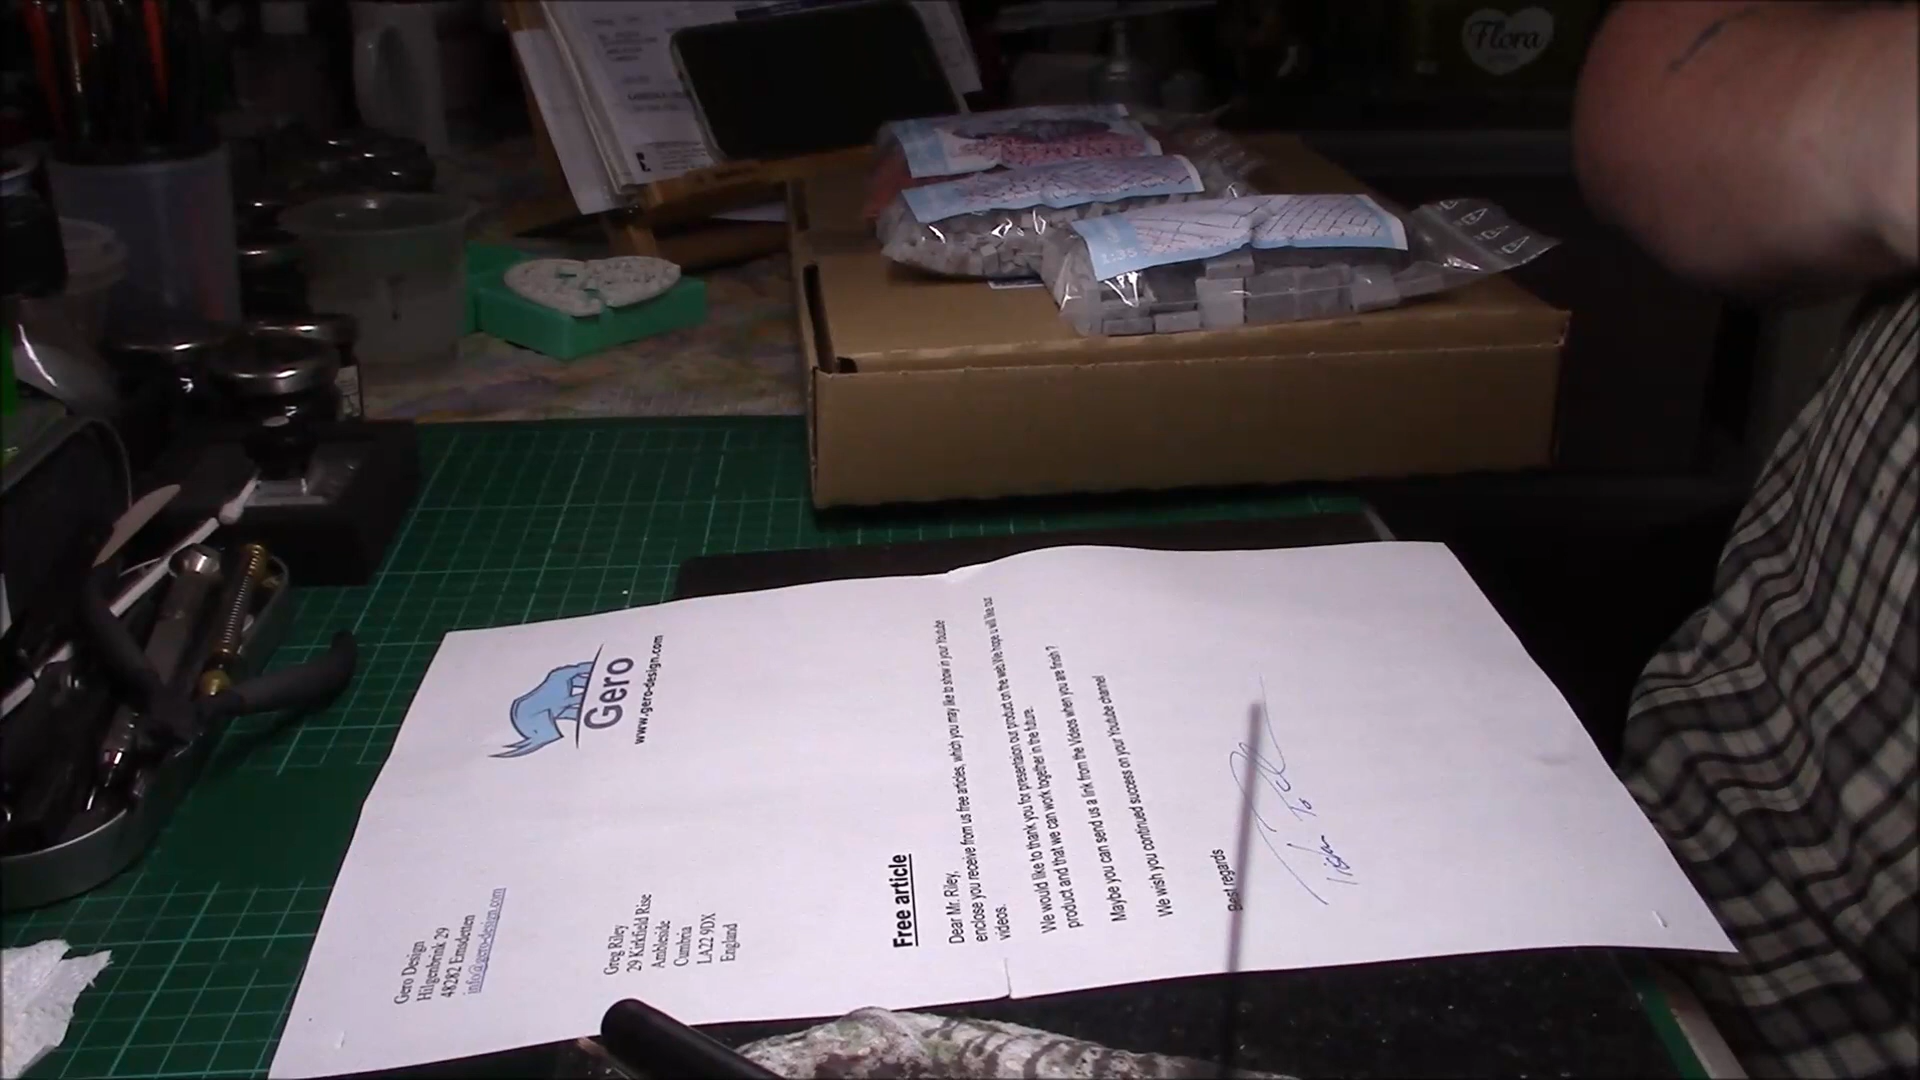 Gero
www.gero-design.com
Gero Design
Hilgenbrink 29
48282 Emsdetten
info@gero-design.com
Greg Riley
29 Kirkfield Rise
Ambleside
Cumbria
LA22 9DX
England
Free article
Dear Mr. Riley,
enclose you receive from us free articles, which you may like to show in your Youtube
videos.
We would like to thank you for presentation our product on the web.We hope u will like our
product and that we can work together in the future.
Maybe you can send us a link from the Videos when you are finish ?
We wish you continued success on your Youtube channel
Best regards
Flora
1:35